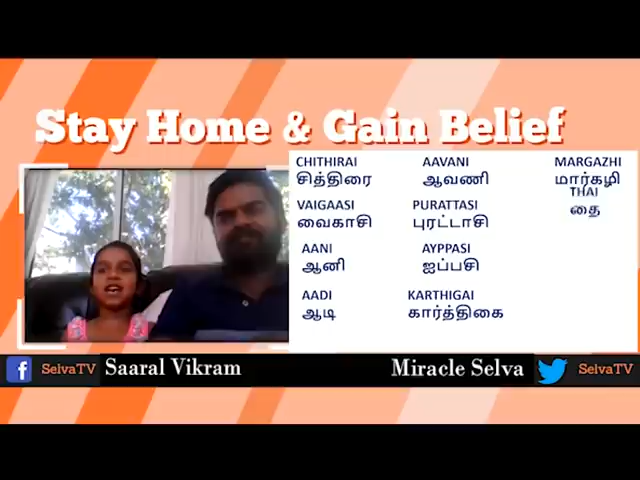 Stay Home & Gain Belief
CHITHIRAI
சித்திரை
VAIGAASI
வைகாசி
AANI
ஆனி
AADI
ஆடி
AAVANI
ஆவணி
PURATTASI
புரட்டாசி
AYPPASI
ஐப்பசி
KARTHIGAI
கார்த்திகை
MARGAZHI
மார்கழி
THAI
தை
f SelvaTV Saaral Vikram Miracle Selva SelvaTV